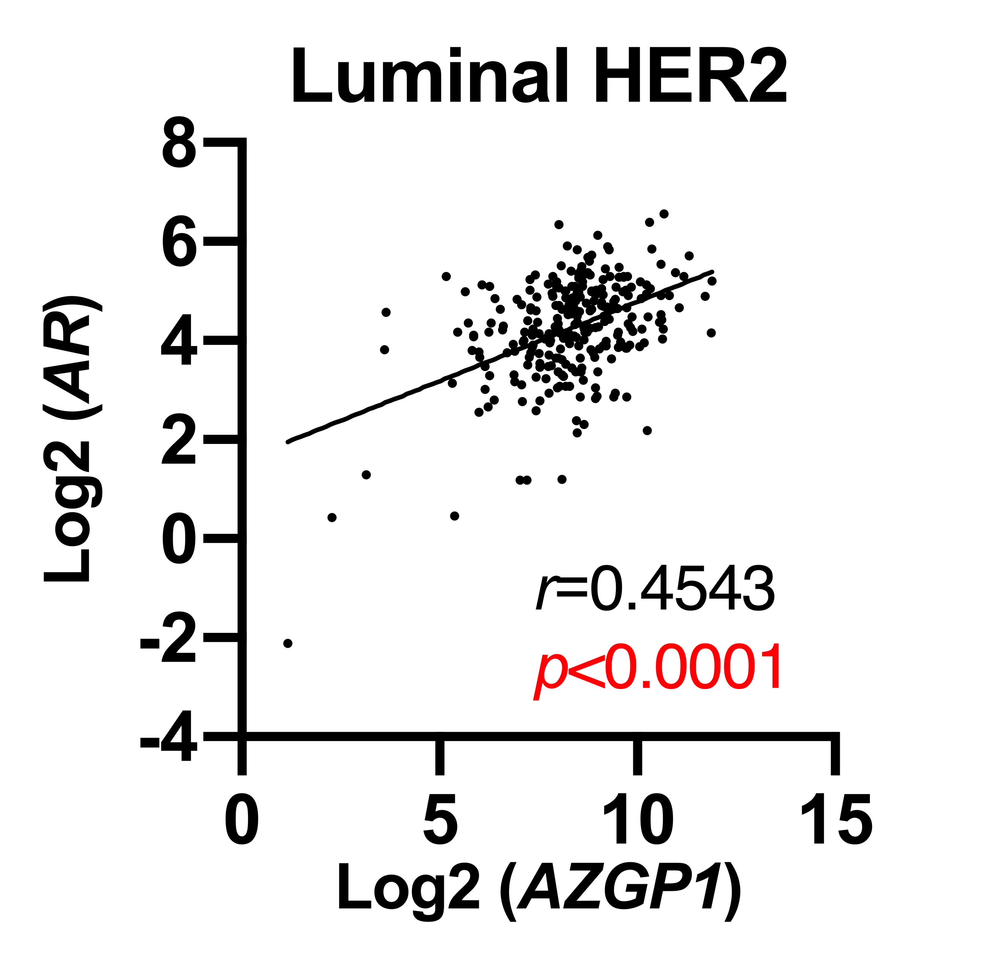 Luminal HER2
8
6
4
2
0
-2
-4
Log2 (AR)
r=0.4543
p<0.0001
0 5 10 15
Log2 (AZGP1)